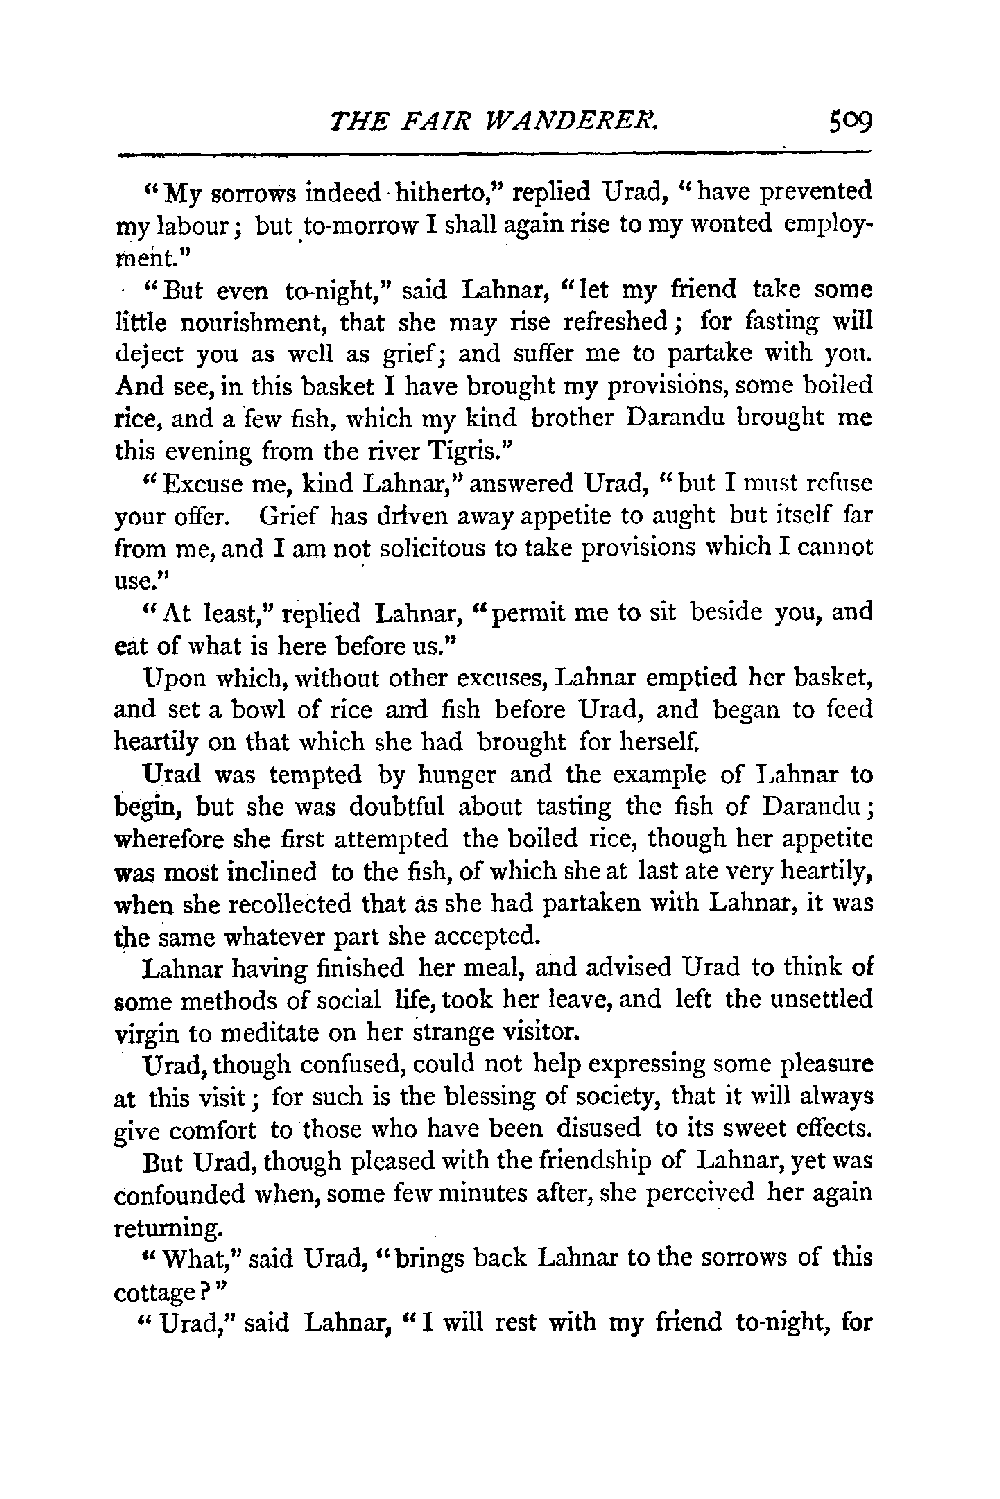 THE FAIR WANDERER. 509
“My sorrows indeed hitherto,” replied Urad, “have prevented
my labour; but to-morrow I shall again rise to my wonted employ-
ment.”
“But even to-night,” said Lahnar, “let my friend take some
little nourishment, that she may rise refreshed; for fasting will
deject you as well as grief; and suffer me to partake with you.
And see, in this basket I have brought my provisions, some boiled
rice, and a few fish, which my kind brother Darandu brought me
this evening from the river Tigris.”
“Excuse me, kind Lahnar,” answered Urad, “but I must refuse
your offer. Grief has driven away appetite to aught but itself far
from me, and I am not solicitous to take provisions which I cannot
use.”
“At least,” replied Lahnar, “permit me to sit beside you, and
eat of what is here before us.”
Upon which, without other excuses, Lahnar emptied her basket,
and set a bowl of rice and fish before Urad, and began to feed
heartily on that which she had brought for herself.
Urad was tempted by hunger and the example of Lahnar to
begin, but she was doubtful about tasting the fish of Darandu;
wherefore she first attempted the boiled rice, though her appetite
was most inclined to the fish, of which she at last ate very heartily,
when she recollected that as she had partaken with Lahnar, it was
the same whatever part she accepted.
Lahnar having finished her meal, and advised Urad to think of
some methods of social life, took her leave, and left the unsettled
virgin to meditate on her strange visitor.
Urad, though confused, could not help expressing some pleasure
at this visit; for such is the blessing of society, that it will always
give comfort to those who have been disused to its sweet effects.
But Urad, though pleased with the friendship of Lahnar, yet was
confounded when, some few minutes after, she perceived her again
returning.
“What,” said Urad, “brings back Lahnar to the sorrows of this
cottage?”
“Urad,” said Lahnar, “I will rest with my friend to-night, for